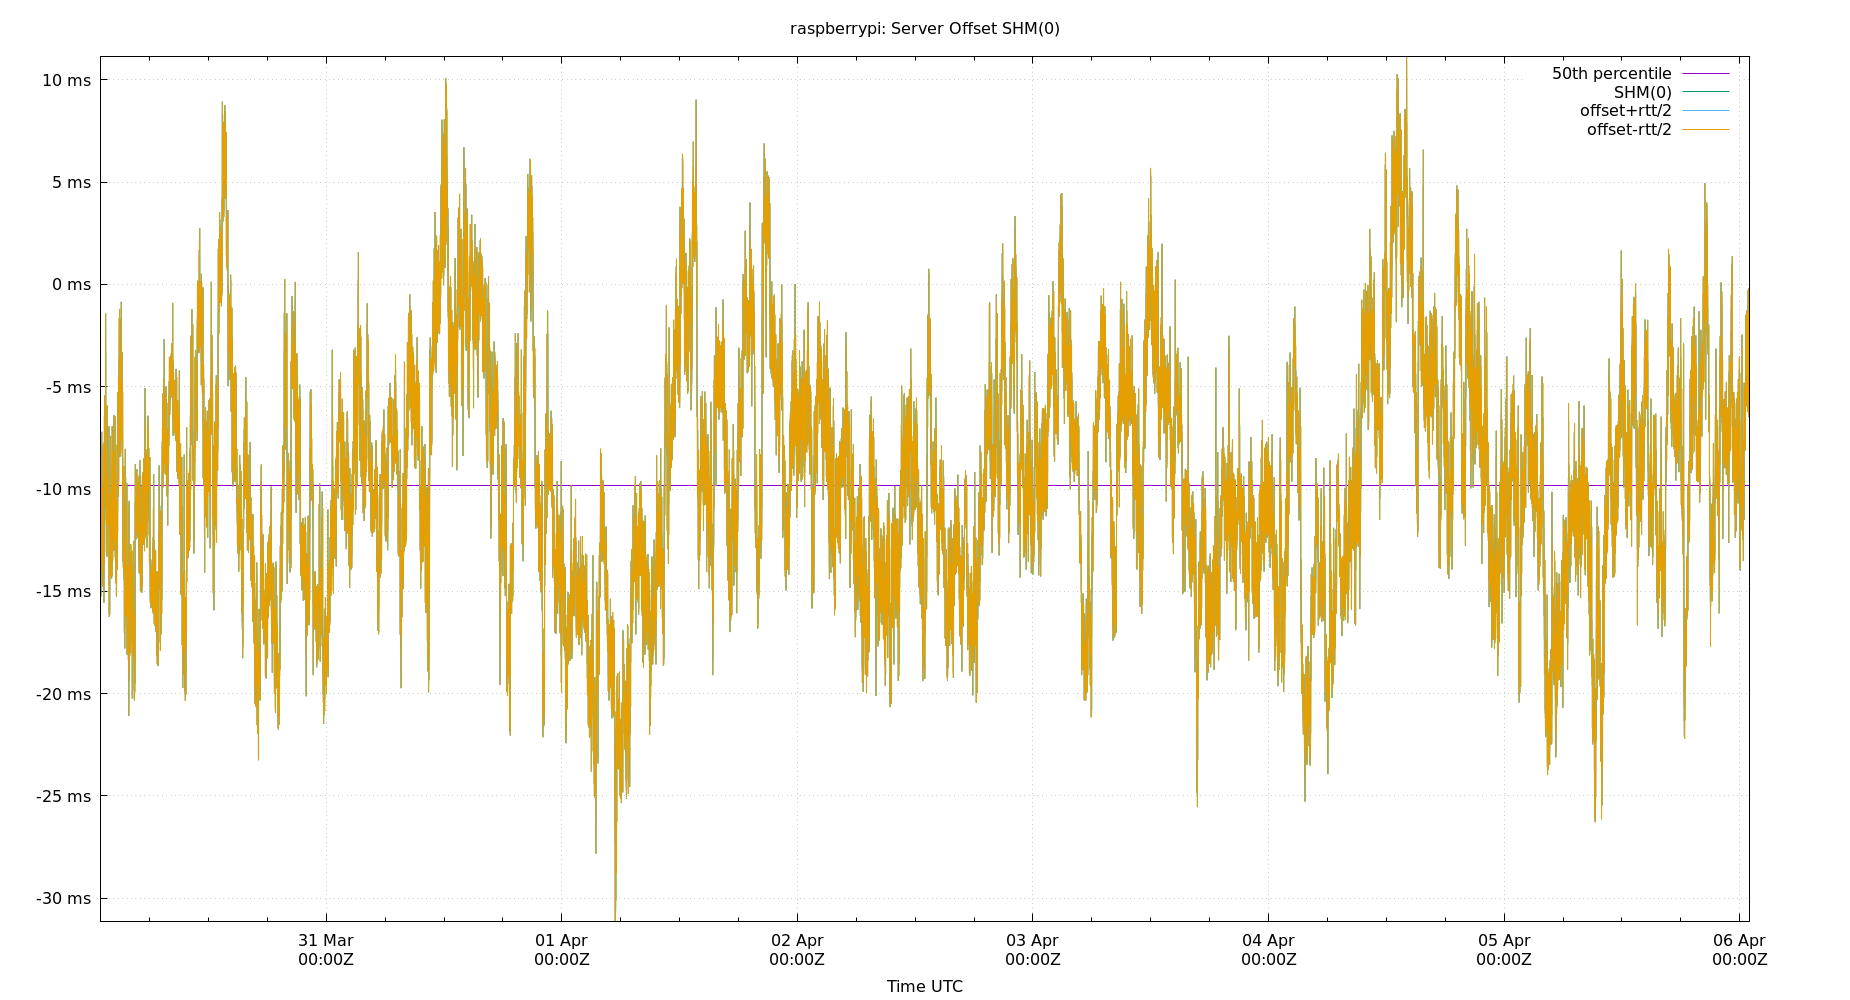 raspberrypi: Server Offset SHM(0)
50th percentile
SHM(0)
offset+rtt/2
offset-rtt/2
10 ms
5 ms
0 ms
-5 ms
-10 ms
-15 ms
-20 ms
-25 ms
-30 ms
31 Mar 01 Apr 02 Apr 03 Apr 04 Apr 05 Apr 06 Apr
00:00Z 00:00Z 00:00Z 00:00Z 00:00Z 00:00Z 00:00Z
Time UTC